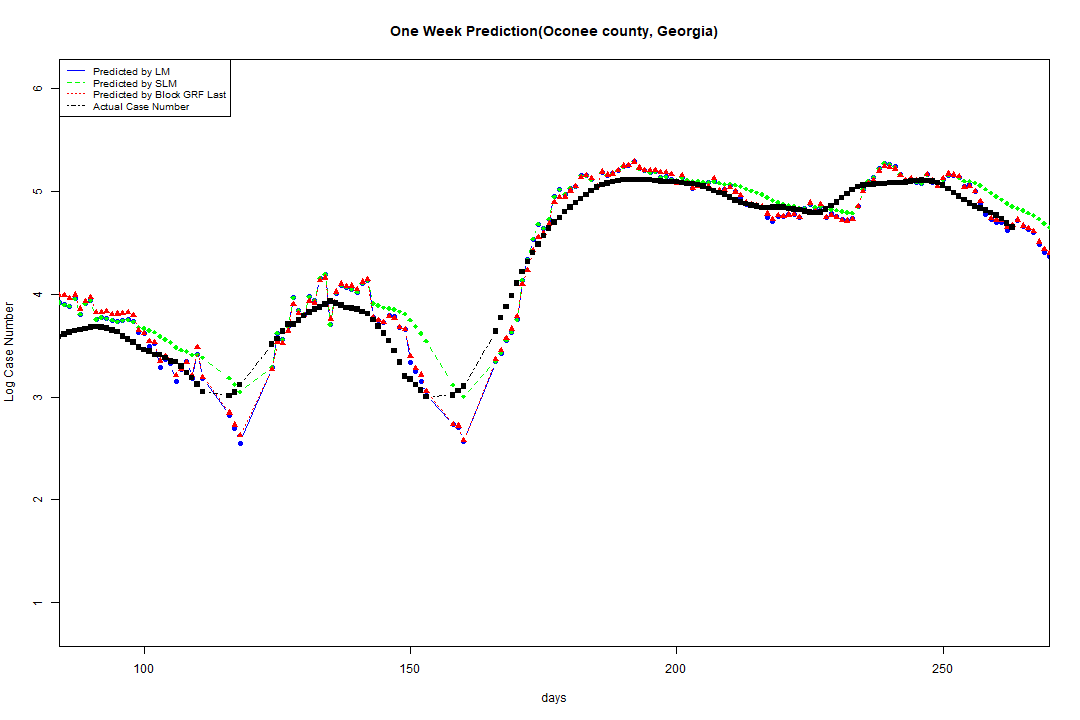 One Week Prediction(Oconee county, Georgia)
Predicted by LM
Predicted by SLM
Predicted by Block GRF Last
Actual Case Number
6
5
4
3
2
1
Log Case Number
100 150 200 250
days